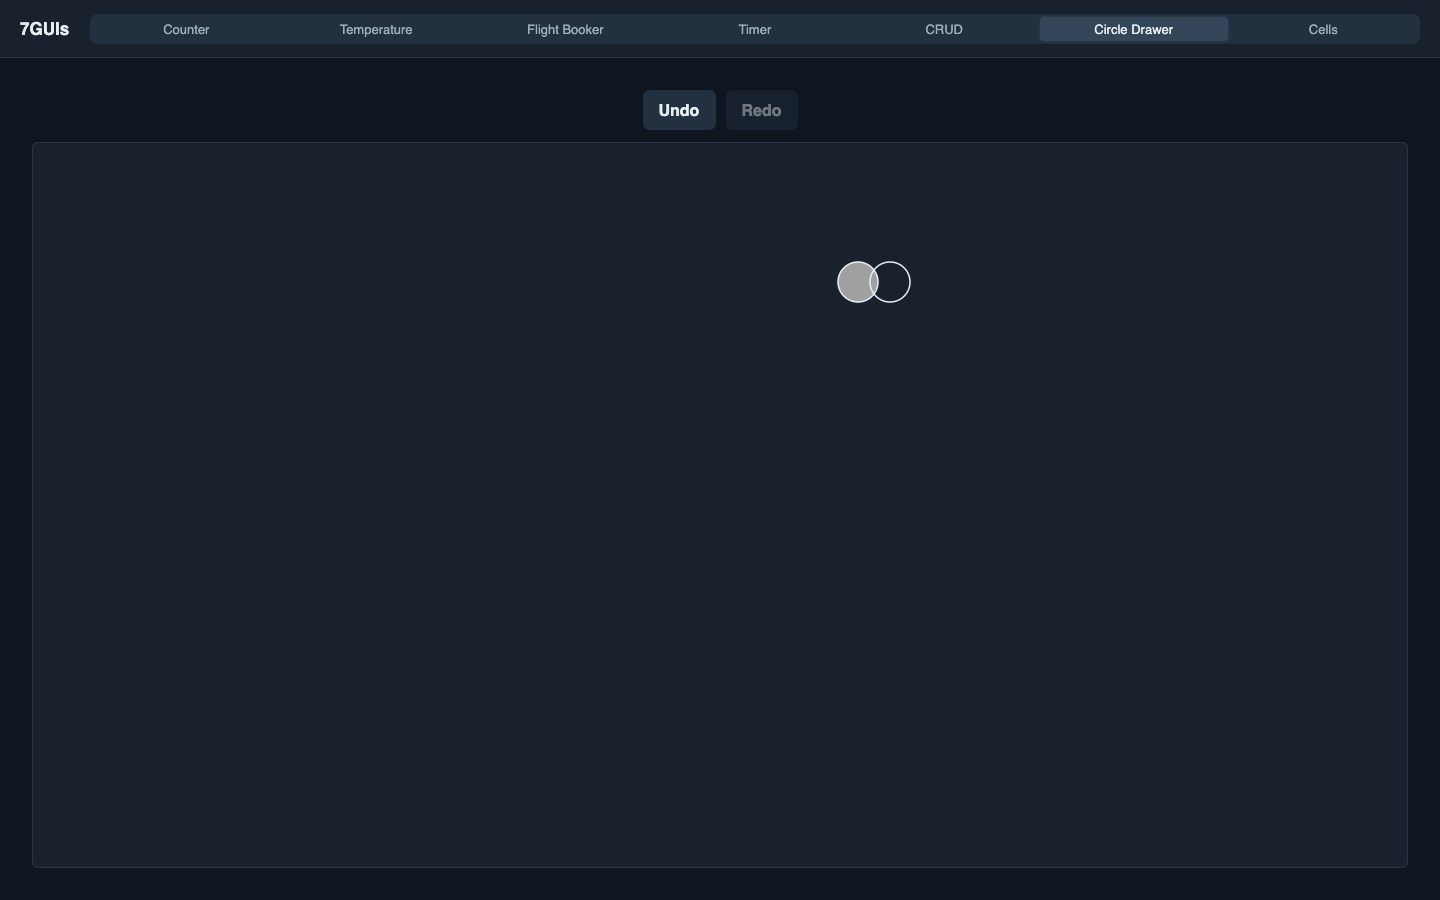 7GUIs
Counter
Temperature
Flight Booker
Timer
CRUD
Circle Drawer
Cells
Undo
Redo